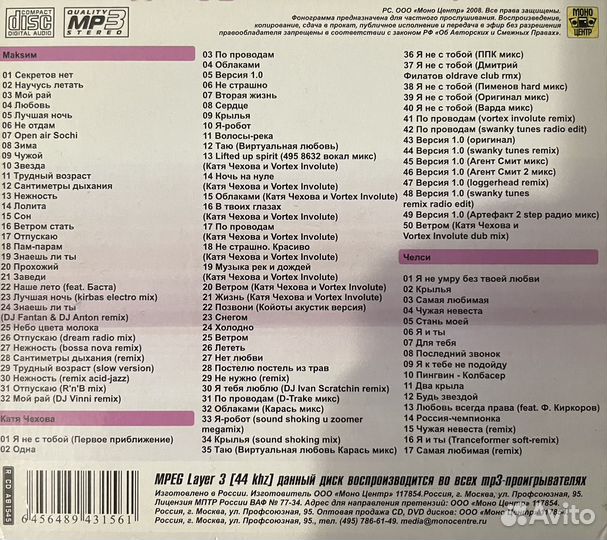 COMPACT
disc
DIGITAL AUDIO
QUALITY
MP3
STEREO
PC. ООО «Моно Центр» 2008. Все права защищены.
Фонограмма предназначена для частного прослушивания. Воспроизведение,
копирование, сдача в прокат, публичное исполнение и передача в эфир без разрешения
правообладателя запрещены в соответствии с законом РФ «Об Авторских и Смежных Правах».
МОНО
ЦЕНТР
Макsим
01 Секретов нет
02 Научусь летать
03 Мой рай
04 Любовь
05 Лучшая ночь
06 Не отдам
07 Open air Sochi
08 Зима
09 Чужой
10 Звезда
11 Трудный возраст
12 Сантиметры дыхания
13 Нежность
14 Лолита
15 Сон
16 Ветром стать
17 Отпускаю
18 Пам-парам
19 Знаешь ли ты
20 Прохожий
21 Заведи
22 Наше лето (feat. Баста)
23 Лучшая ночь (kirbas electro mix)
24 Знаешь ли ты
(DJ Fantan & DJ Anton remix)
25 Небо цвета молока
26 Отпускаю (dream radio mix)
27 Нежность (bossa nova remix)
28 Сантиметры дыхания (remix)
29 Трудный возраст (slow version)
30 Нежность (remix acid-jazz)
31 Отпускаю (R'n'B mix)
32 Мой рай (DJ Vinni remix)
Катя Чехова
01 Я не с тобой (Первое приближение)
02 Одна
03 По проводам
04 Облаками
05 Версия 1.0
06 Не страшно
07 Вторая жизнь
08 Сердце
09 Крылья
10 Я-робот
11 Волосы-река
12 Таю (Виртуальная любовь)
13 Lifted up spirit (495 8632 вокал микс)
(Катя Чехова и Vortex Involute)
14 Ночь на нуле
(Катя Чехова и Vortex Involute)
15 Облаками (Катя Чехова и Vortex Involute)
16 В твоих глазах
(Катя Чехова и Vortex Involute)
17 По проводам
(Катя Чехова и Vortex Involute)
18 Не страшно. Красиво
(Катя Чехова и Vortex Involute)
19 Музыка рек и дождей
(Катя Чехова и Vortex Involute)
20 Ветром (Катя Чехова и Vortex Involute)
21 Жизнь (Катя Чехова и Vortex Involute)
22 Позвони (Койоты акустик версия)
23 Снегом
24 Холодно
25 Ветром
26 Лететь
27 Нет любви
28 Постелю постель из трав
29 Не нужно (remix)
30 Я тебя люблю (DJ Ivan Scratchin remix)
31 По проводам (D-Trake микс)
32 Облаками (Карась микс)
33 Я-робот (sound shoking u zoomer
megamix)
34 Крылья (sound shoking mix)
35 Таю (Виртуальная любовь Карась микс)
36 Я не с тобой (ППК микс)
37 Я не с тобой (Дмитрий
Филатов oldrave club rmx)
38 Я не с тобой (Пименов hard микс)
39 Я не с тобой (Оригинал микс)
40 Я не с тобой (Варда микс)
41 По проводам (vortex involute remix)
42 По проводам (swanky tunes radio edit)
43 Версия 1.0 (оригинал)
44 Версия 1.0 (swanky tunes remix)
45 Версия 1.0 (Агент Смит микс)
46 Версия 1.0 (Агент Смит 2 микс)
47 Версия 1.0 (loggerhead remix)
48 Версия 1.0 (swanky tunes
remix radio edit)
49 Версия 1.0 (Артефакт 2 step радио микс)
50 Ветром (Катя Чехова и
Vortex Involute dub mix)
Челси
01 Я не умру без твоей любви
02 Крылья
03 Самая любимая
04 Чужая невеста
05 Стань моей
06 Я и ты
07 Для тебя
08 Последний звонок
09 Я к тебе не подойду
10 Пингвин - Колбасер
11 Два крыла
12 Будь звездой
13 Любовь всегда права (feat. Ф. Киркоров)
14 Россия-чемпионка
15 Чужая невеста (remix)
16 Я и ты (Tranceformer soft-remix)
17 Самая любимая (remix)
R CD A91545
6 456489 431561
MPEG Layer 3 [44 khz] данный диск воспроизводится во всех mp3-проигрывателях
Изготовлено в России. Изготовитель ООО «Моно Центр» 117854.Россия, г. Москва, ул. Профсоюзная, 95.
Лицензия МПТР России ВАФ № 77-34. Адрес для направления претензий: ООО «Моно Центр» 117854.
Россия, г. Москва, ул. Профсоюзная, 95. Оптовая продажа CD, DVD дисков: ООО «Моно Центр»
Россия, г. Москва, ул. Профсоюзная, 95., тел. (495) 786-61-49. media@monocentre.ru
Avito